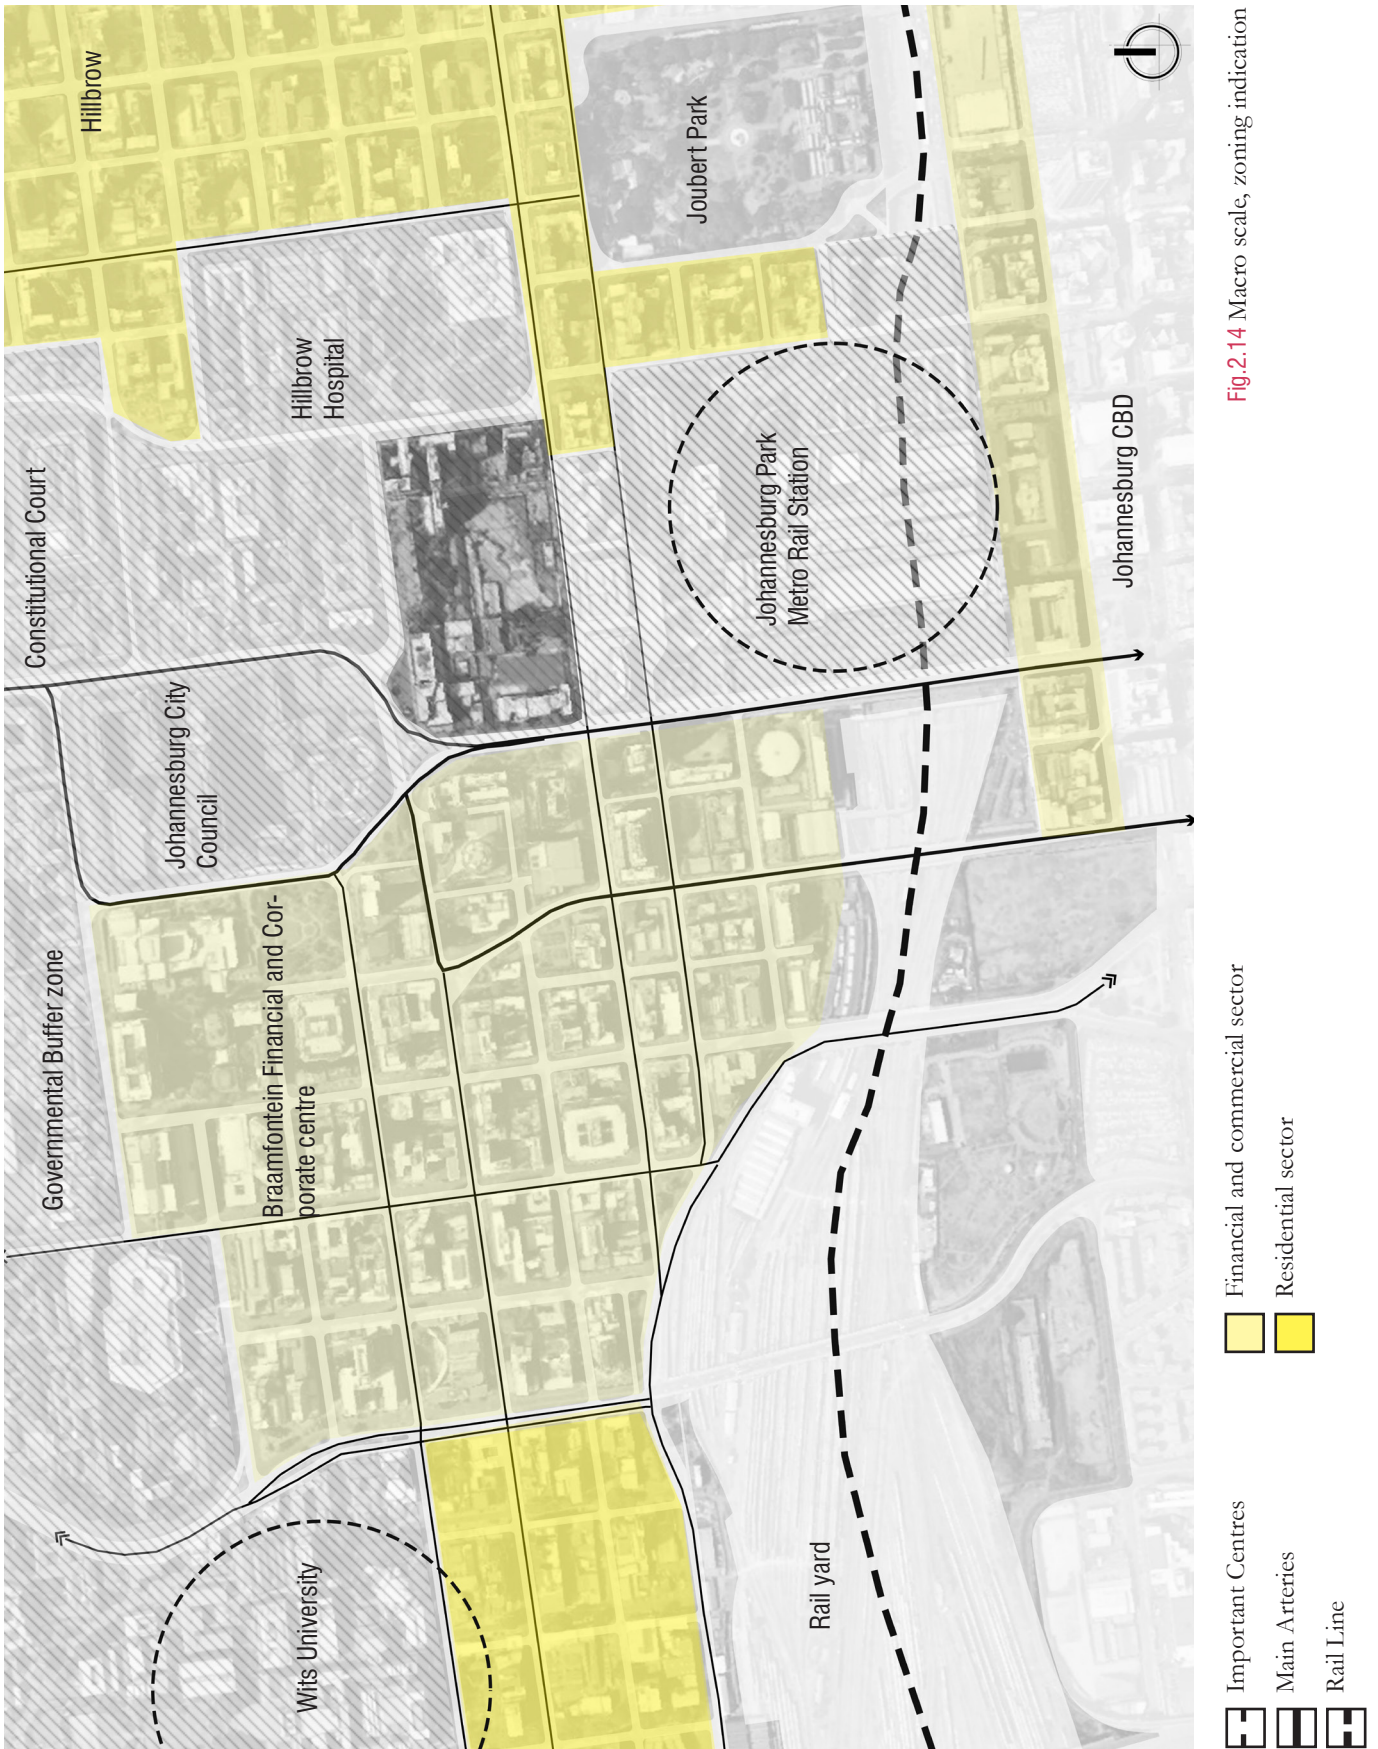 Governmental Buffer zone
Constitutional Court
Hillbrow
Johannesburg City
Council
Hillbrow
Hospital
Wits University
Braamfontein Financial and Cor-
porate centre
Joubert Park
Johannesburg Park
Metro Rail Station
Rail yard
Johannesburg CBD
Important Centres
Main Arteries
Rail Line
Financial and commercial sector
Residential sector
Fig.2.14 Macro scale, zoning indication